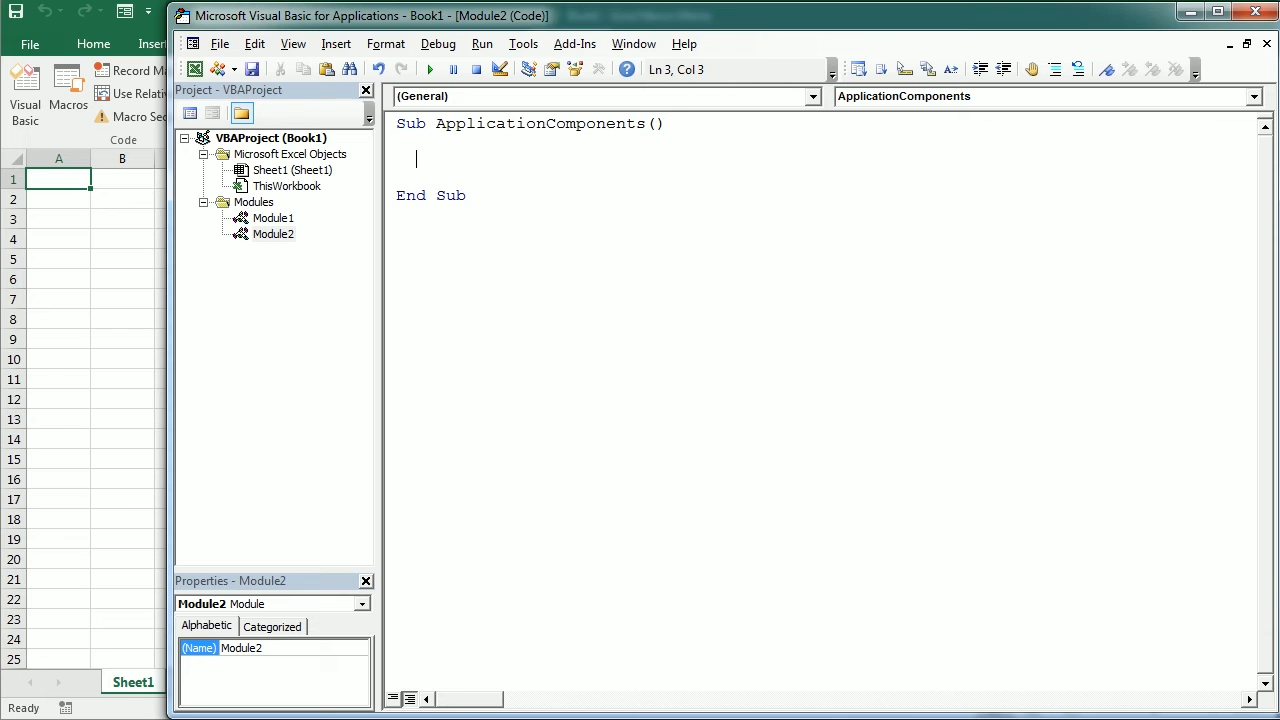 Microsoft Visual Basic for Applications - Book1 - [Module2 (Code)]
File Home Inser
File Edit View Insert Format Debug Run Tools Add-Ins Window Help
Visual Basic
Macros
Record Ma
Use Relativ
Macro Sec
Code
Ln 3, Col 3
Project - VBAProject
(General)
ApplicationComponents
VBAProject (Book1)
Microsoft Excel Objects
Sheet1 (Sheet1)
ThisWorkbook
Modules
Module1
Module2
Sub ApplicationComponents()
End Sub
A B
1
2
3
4
5
6
7
8
9
10
11
12
13
14
15
16
17
18
19
20
21
22
23
24
25
Properties - Module2
Module2 Module
Alphabetic Categorized
(Name) Module2
Sheet1
Ready